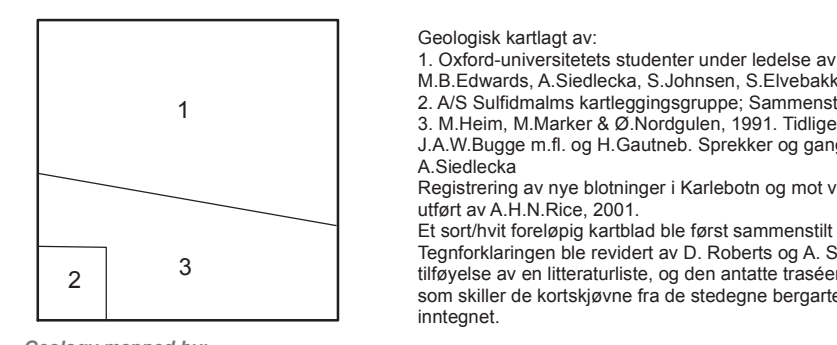 1
2
3
Geologisk kartlagt av:
1. Oxford-universitetets studenter under ledelse av
M.B.Edwards, A.Siedlecka, S.Johnsen, S.Elvebakk
2. A/S Sulfidmalms kartleggingsgruppe; Sammenst
3. M.Heim, M.Marker & Ø.Nordgulen, 1991. Tidlige
J.A.W.Bugge m.fl. og H.Gautneb. Sprekker og gang
A.Siedlecka
Registrering av nye blotninger i Karlebotn og mot v
utført av A.H.N.Rice, 2001.
Et sort/hvit foreløpig kartblad ble først sammenstilt
Tegnforklaringen ble revidert av D. Roberts og A. S
tilføyelse av en litteraturliste, og den antatte traséen
som skiller de kortskjøvne fra de stedegne bergarte
inntegnet.